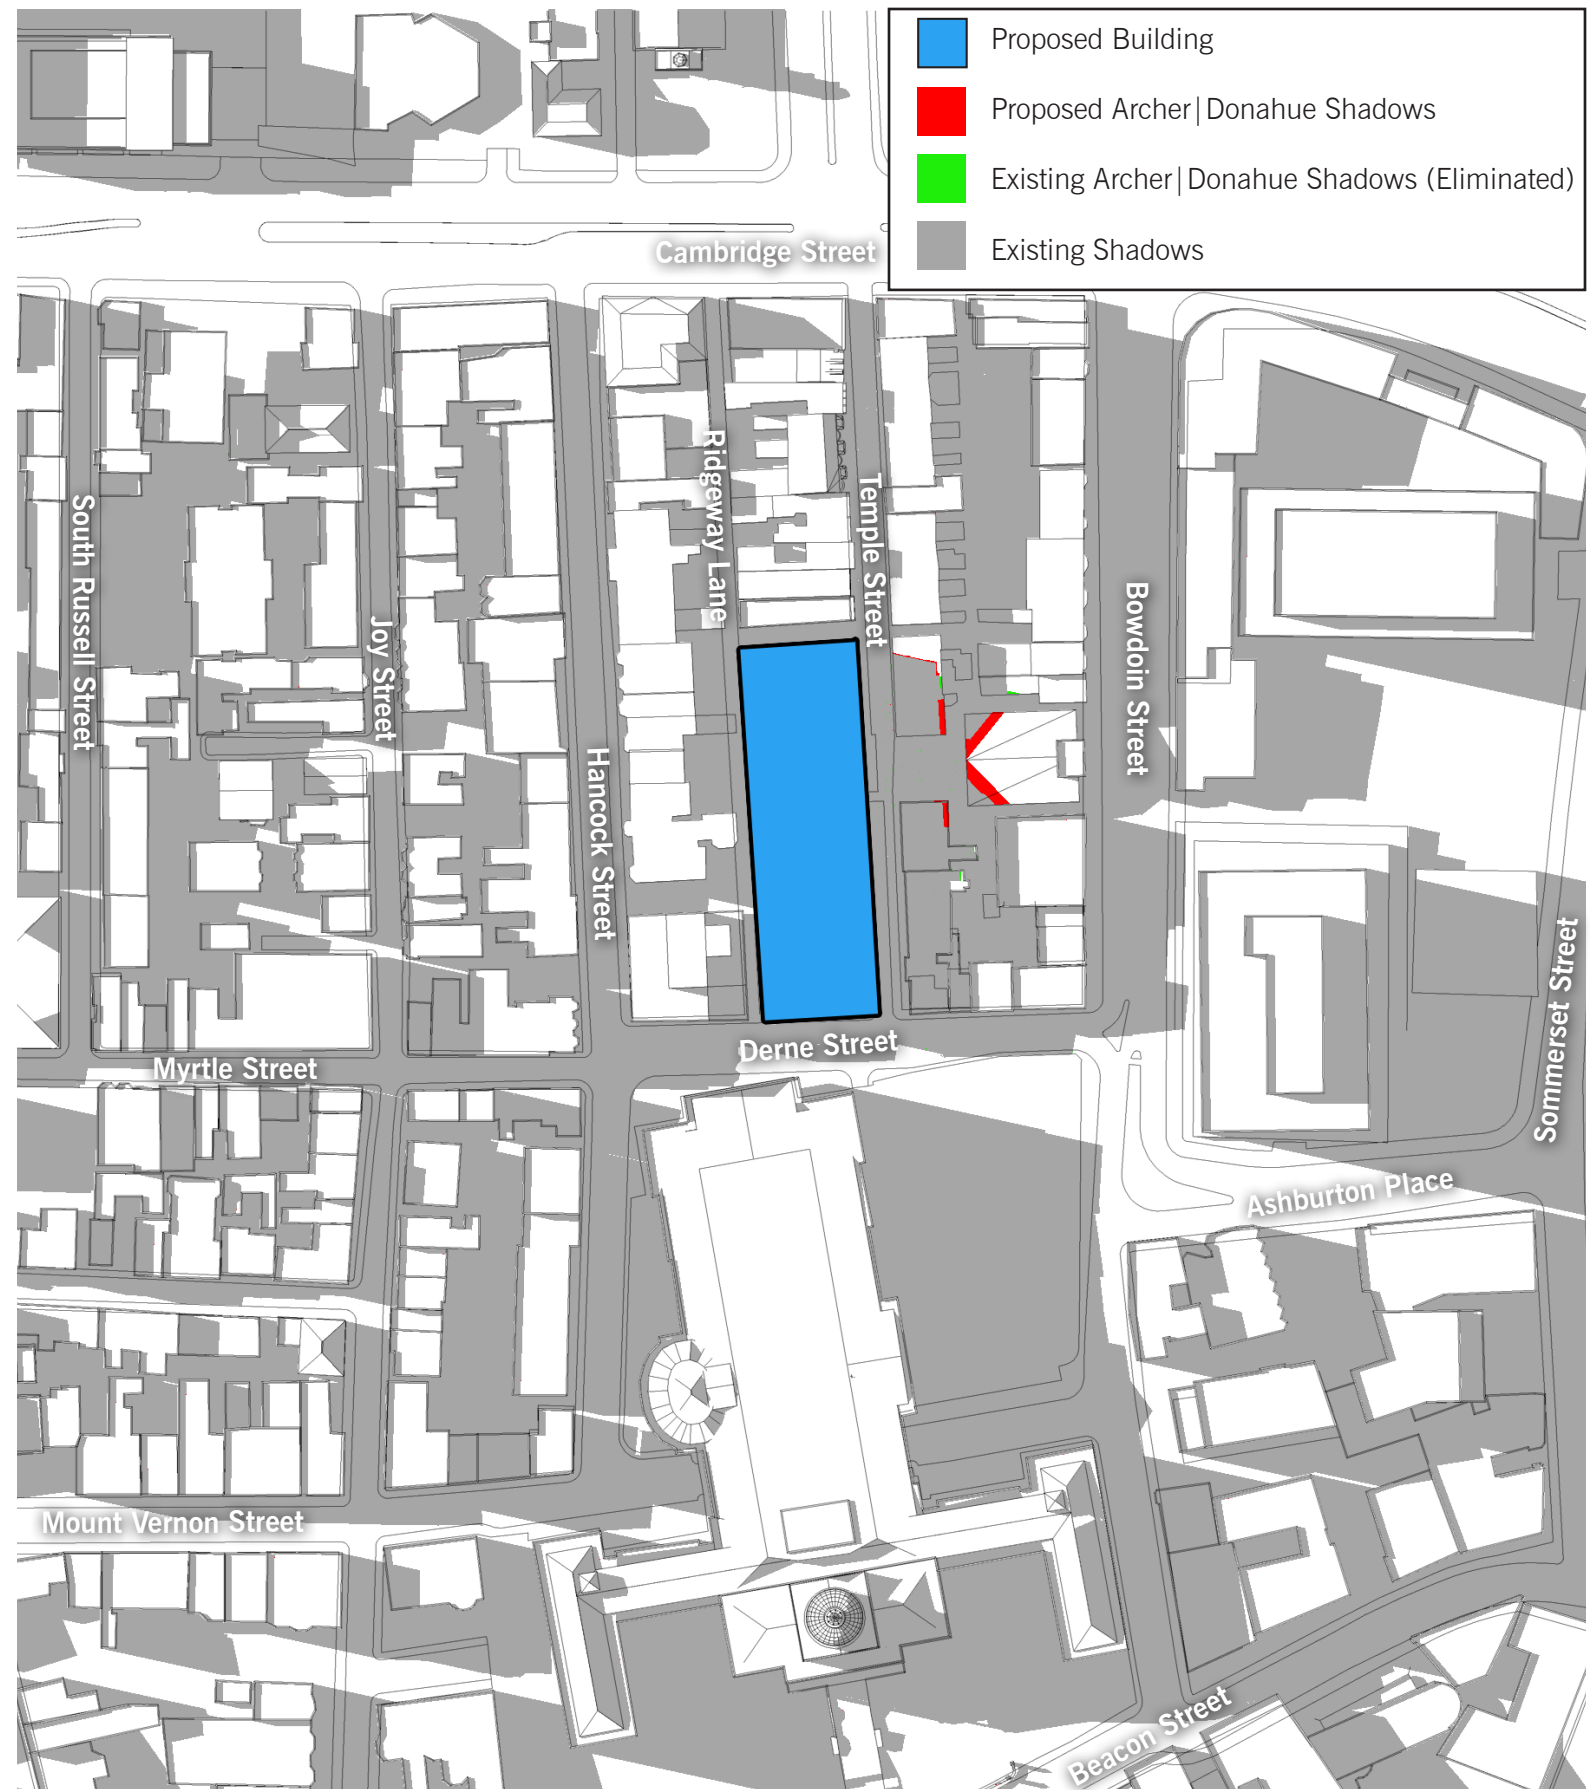 Proposed Building
Proposed Archer|Donahue Shadows
Existing Archer|Donahue Shadows (Eliminated)
Existing Shadows
Cambridge Street
Ridgeway Lane
Temple Street
South Russell Street
Joy Street
Bowdoin Street
Hancock Street
Derne Street
Myrtle Street
Sommerset Street
Ashburton Place
Mount Vernon Street
Beacon Street